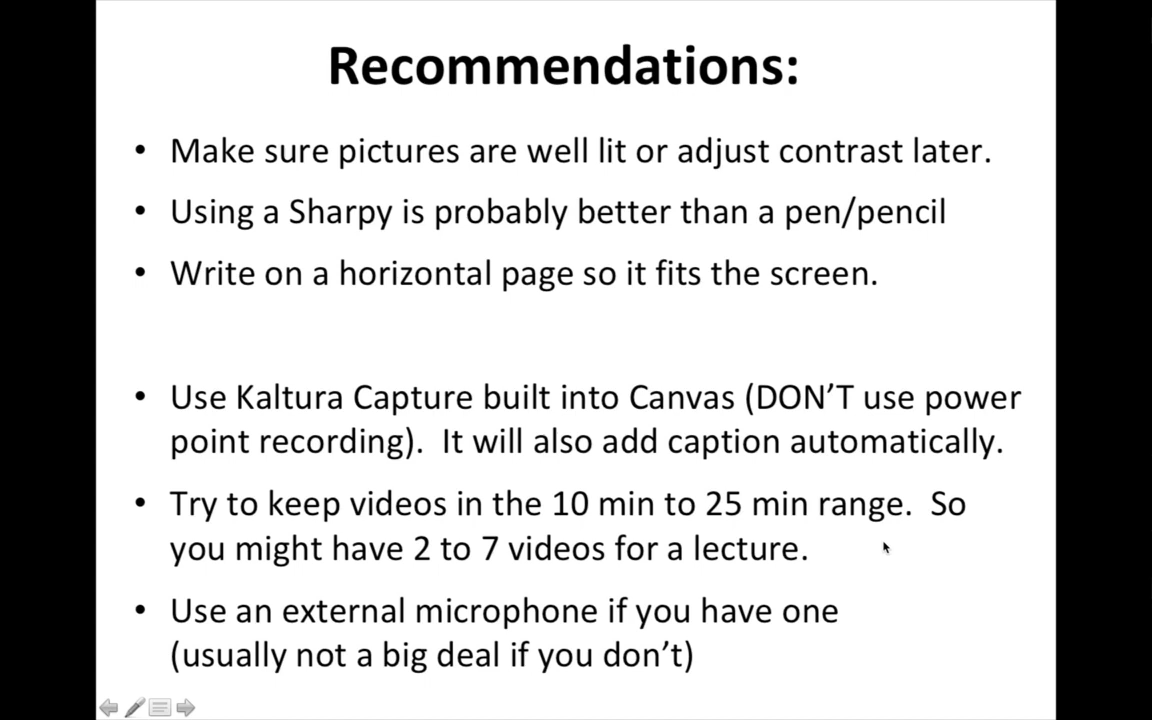 Recommendations:
• Make sure pictures are well lit or adjust contrast later.
• Using a Sharpy is probably better than a pen/pencil
• Write on a horizontal page so it fits the screen.
• Use Kaltura Capture built into Canvas (DON’T use power
point recording).  It will also add caption automatically.
• Try to keep videos in the 10 min to 25 min range.  So
you might have 2 to 7 videos for a lecture.
• Use an external microphone if you have one
(usually not a big deal if you don’t)